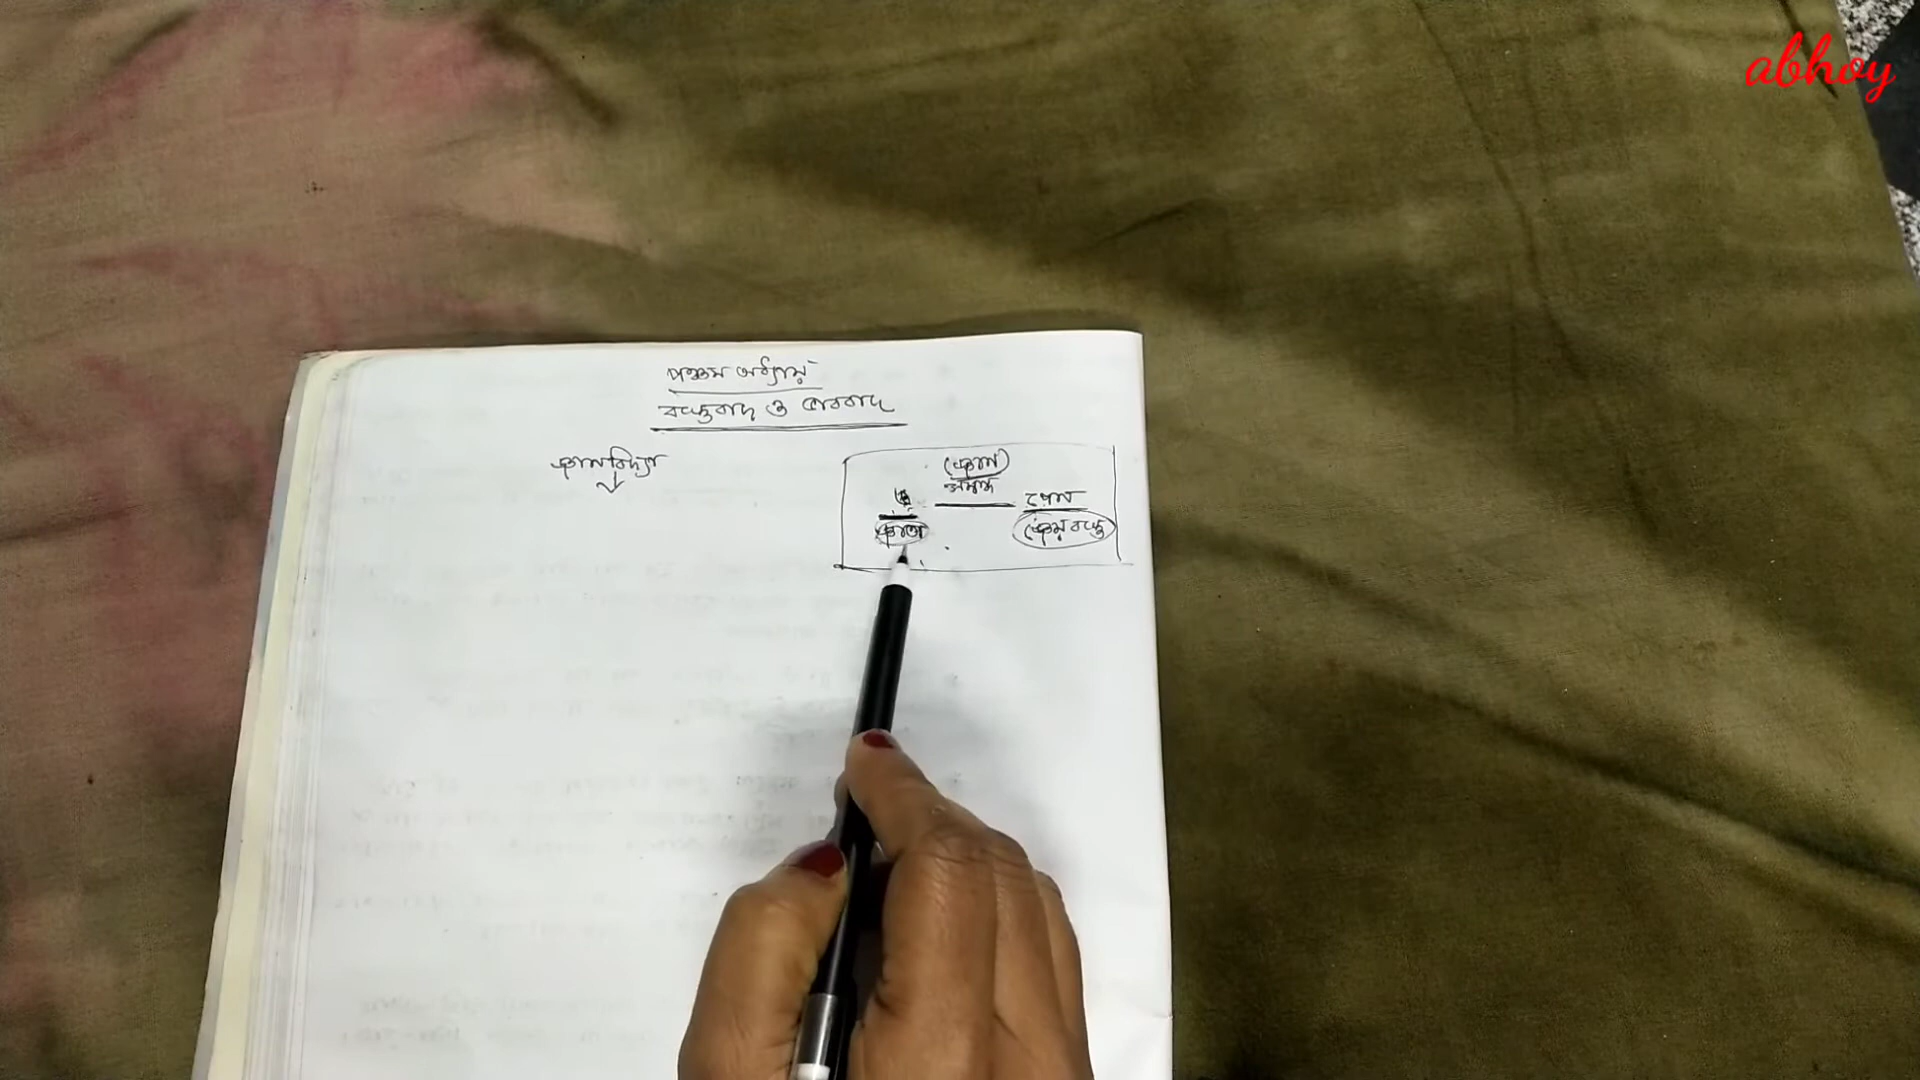 abhoy
পঞ্চম অধ্যায়
বস্তুবাদ ও ভাববাদ
জ্ঞানবিদ্যা
(জ্ঞান)
সম্বন্ধ
পেন
জ্ঞাতা
জ্ঞেয় বস্তু